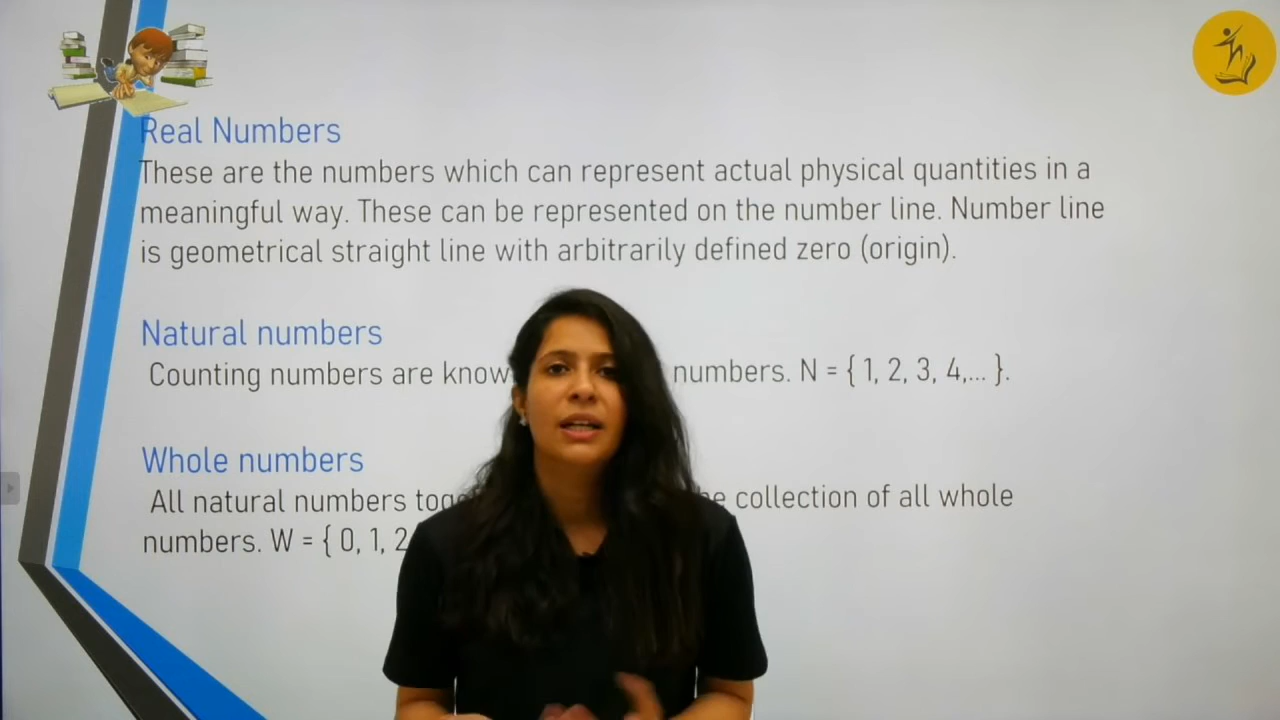 Real Numbers
These are the numbers which can represent actual physical quantities in a
meaningful way. These can be represented on the number line. Number line
is geometrical straight line with arbitrarily defined zero (origin).
Natural numbers
Counting numbers are know numbers. N = { 1, 2, 3, 4,... }.
Whole numbers
All natural numbers collection of all whole
numbers. W = { 0, 1, 2